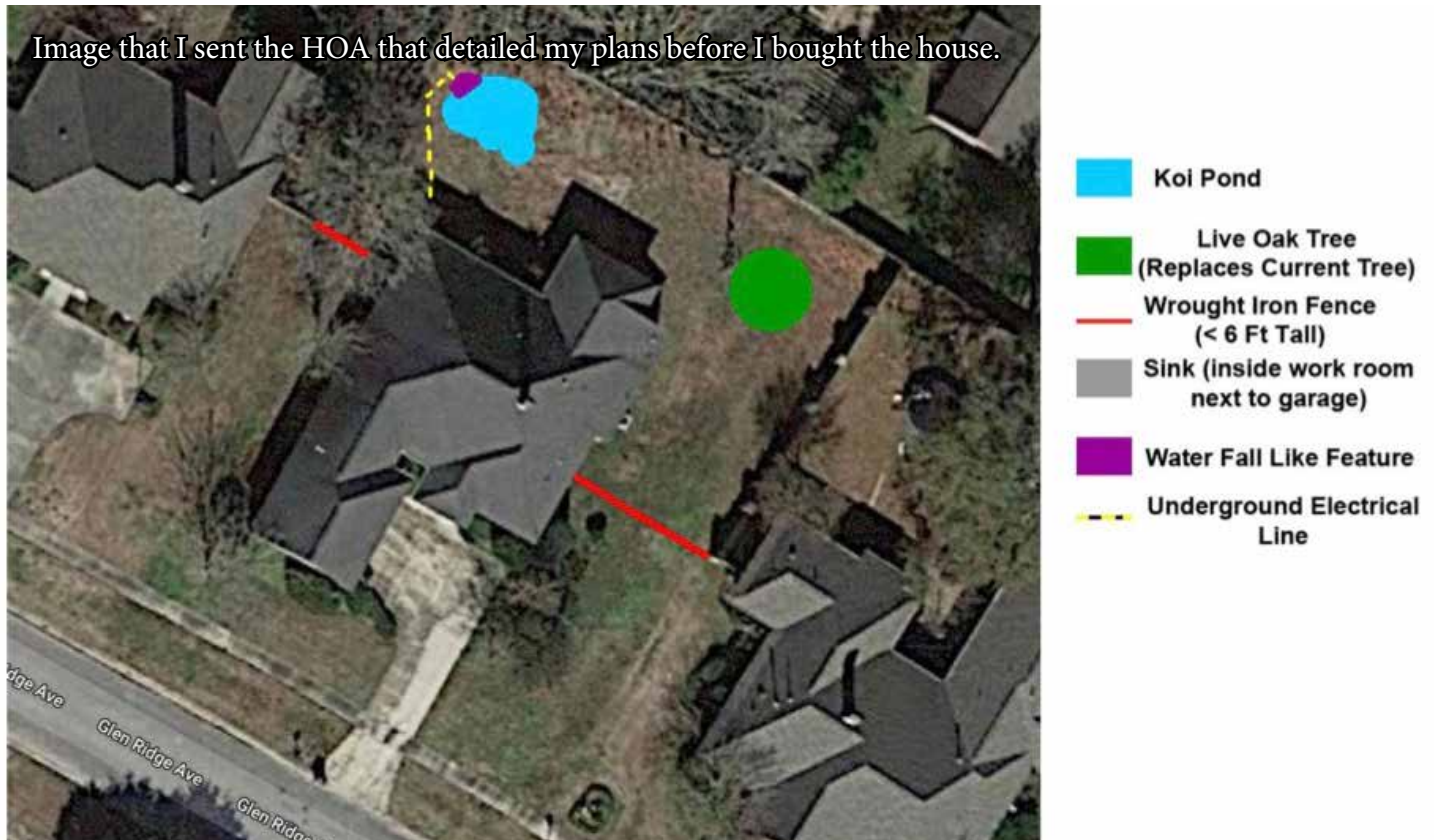 Image that I sent the HOA that detailed my plans before I bought the house.
Koi Pond
Live Oak Tree
(Replaces Current Tree)
Wrought Iron Fence
(< 6 Ft Tall)
Sink (inside work room
next to garage)
Water Fall Like Feature
Underground Electrical
Line
dge Ave
Glen Ridge Ave
Glen Ridge